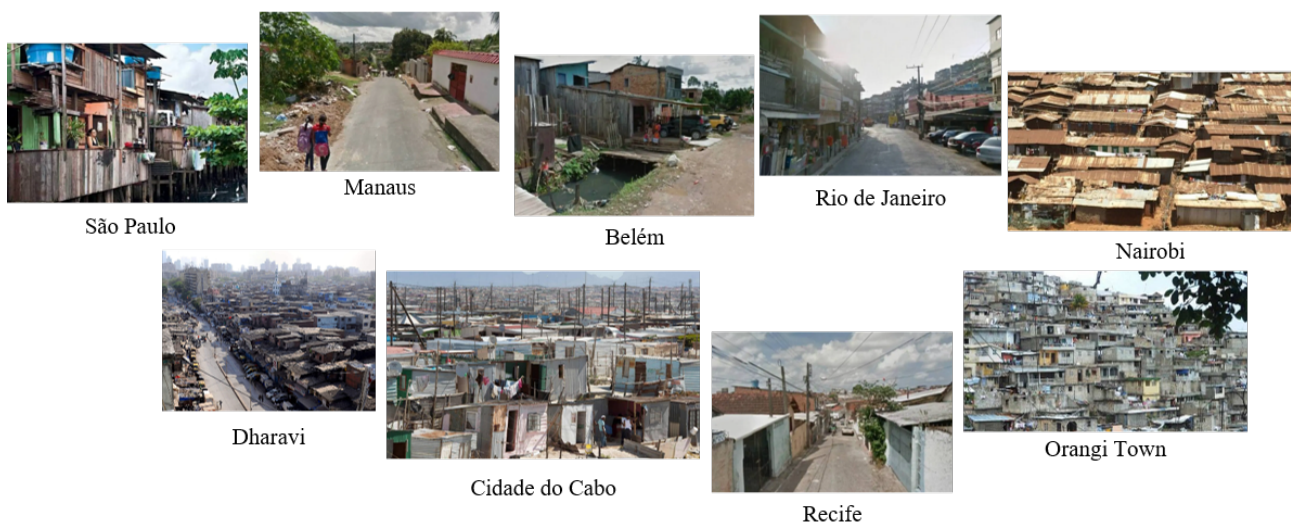 São Paulo
Manaus
Belém
Rio de Janeiro
Nairobi
Dharavi
Cidade do Cabo
Recife
Orangi Town